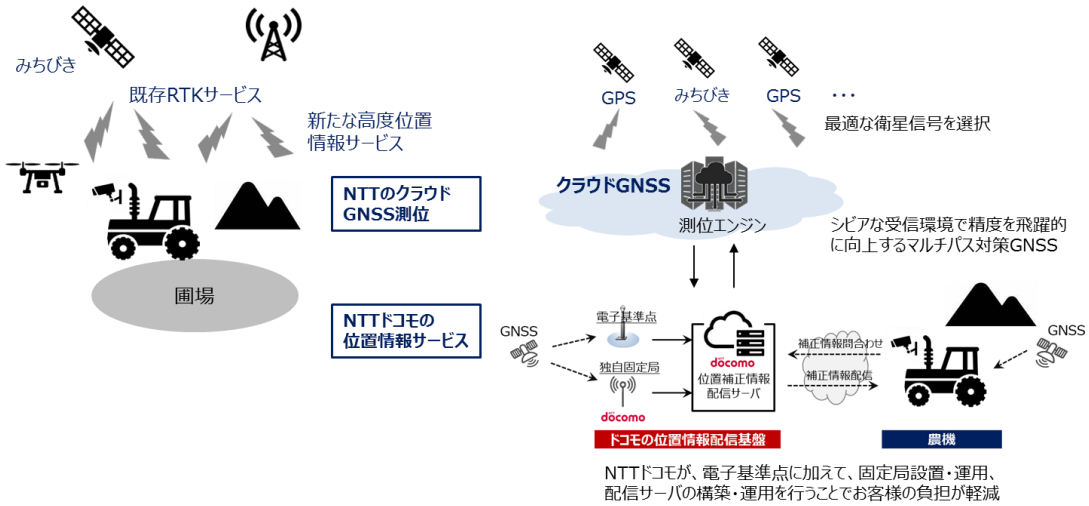 みちびき
既存RTKサービス
新たな高度位置
情報サービス
NTTのクラウド
GNSS測位
圃場
NTTドコモの
位置情報サービス
GPS
みちびき
GPS
・・・
最適な衛星信号を選択
クラウドGNSS
測位エンジン
シビアな受信環境で精度を飛躍的
に向上するマルチパス対策GNSS
GNSS
電子基準点
独自固定局
döcomo
döcomo
位置補正情報
配信サーバ
補正情報問合わせ
補正情報配信
GNSS
ドコモの位置情報配信基盤
農機
NTTドコモが、電子基準点に加えて、固定局設置・運用、
配信サーバの構築・運用を行うことでお客様の負担が軽減